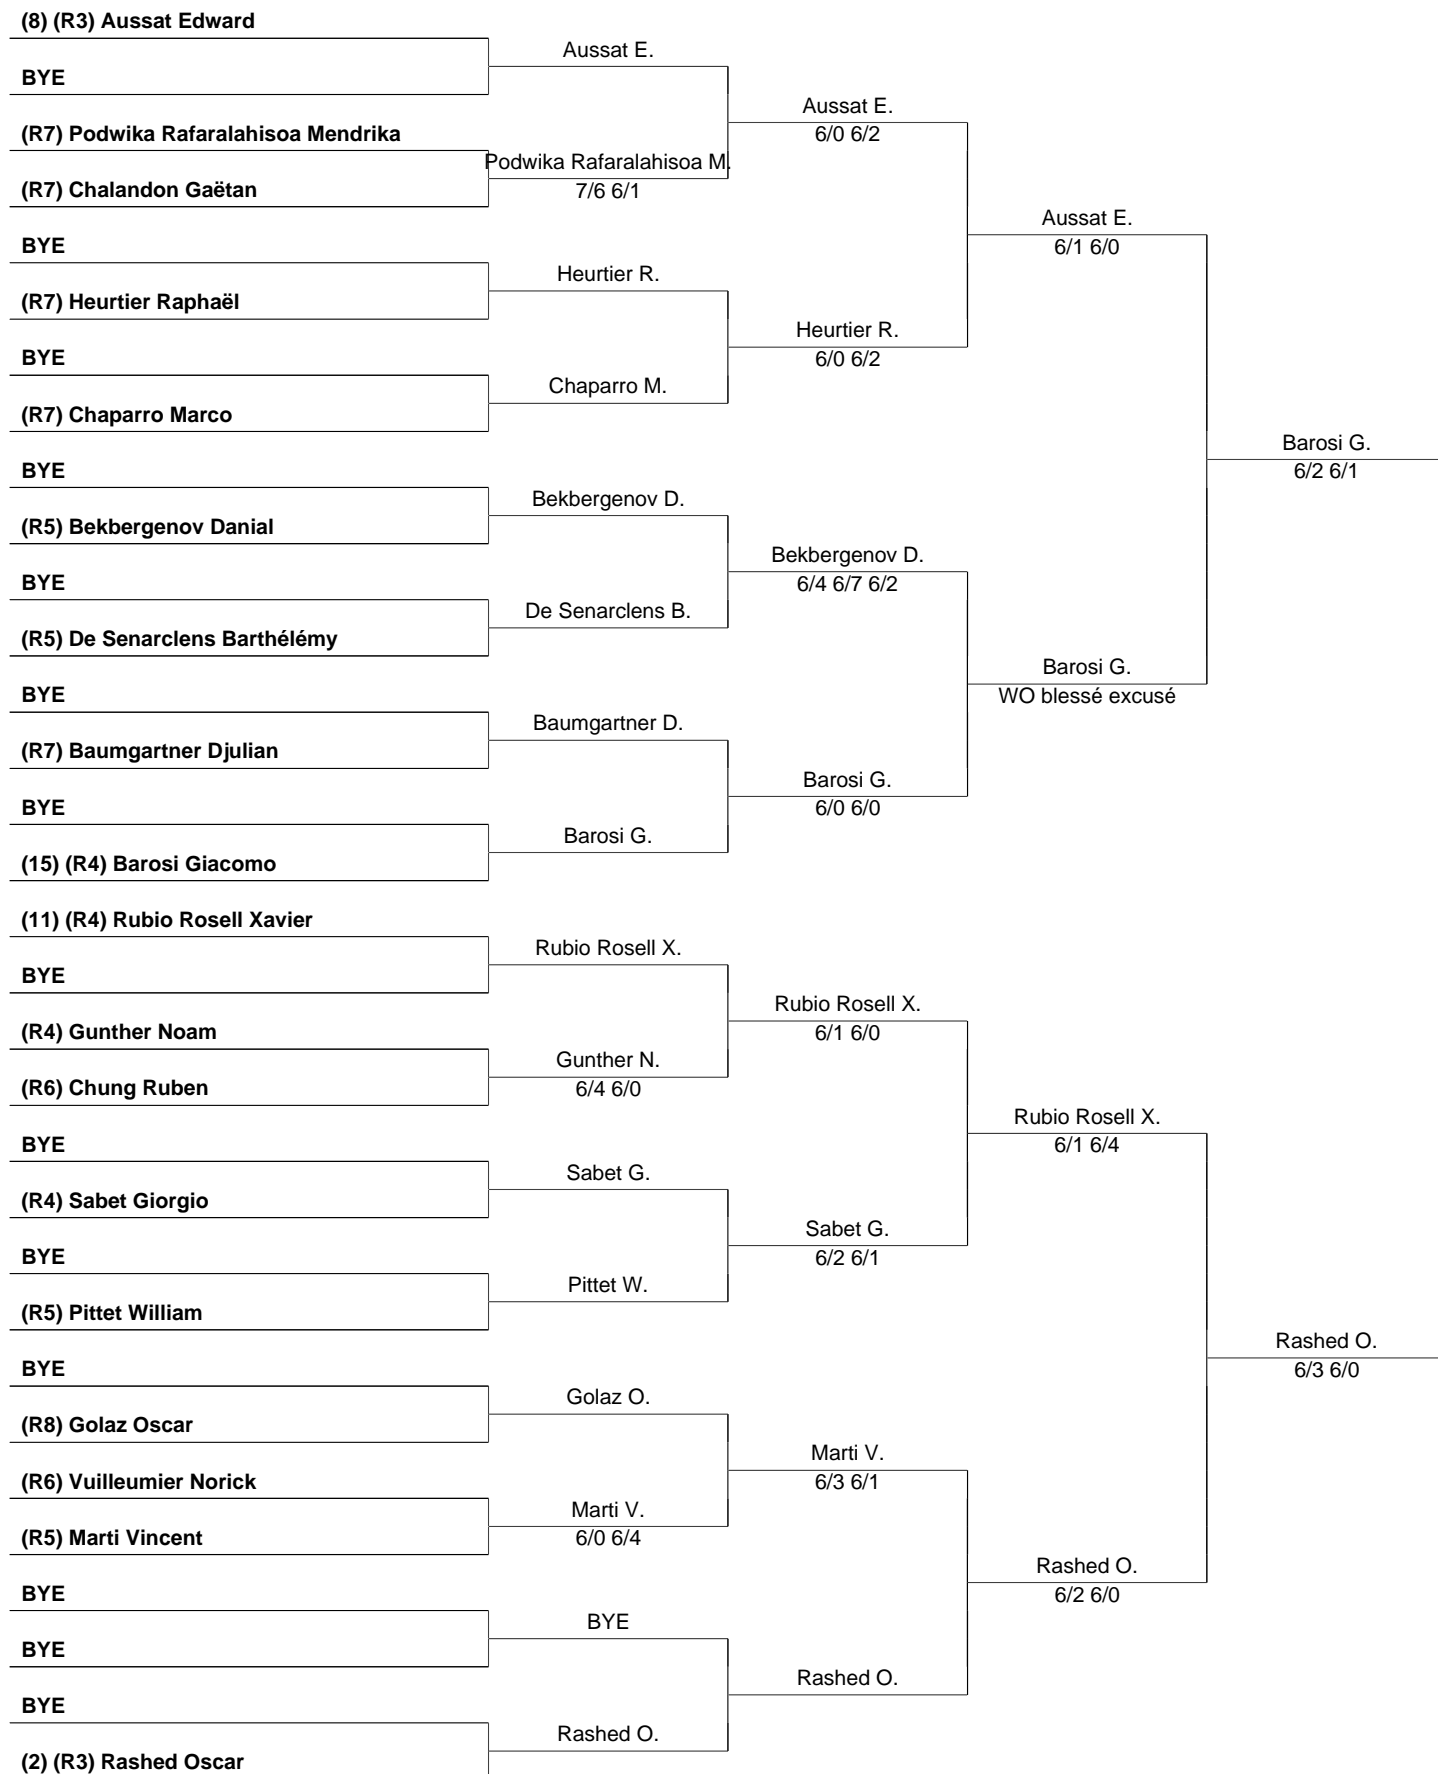 (8) (R3) Aussat Edward
BYE
(R7) Podwika Rafaralahisoa Mendrika
(R7) Chalandon Gaëtan
BYE
(R7) Heurtier Raphaël
BYE
(R7) Chaparro Marco
BYE
(R5) Bekbergenov Danial
BYE
(R5) De Senarclens Barthélémy
BYE
(R7) Baumgartner Djulian
BYE
(15) (R4) Barosi Giacomo
(11) (R4) Rubio Rosell Xavier
BYE
(R4) Gunther Noam
(R6) Chung Ruben
BYE
(R4) Sabet Giorgio
BYE
(R5) Pittet William
BYE
(R8) Golaz Oscar
(R6) Vuilleumier Norick
(R5) Marti Vincent
BYE
BYE
BYE
(2) (R3) Rashed Oscar
Aussat E.
Podwika Rafaralahisoa M.
7/6 6/1
Heurtier R.
Chaparro M.
Bekbergenov D.
De Senarclens B.
Baumgartner D.
Barosi G.
Rubio Rosell X.
Gunther N.
6/4 6/0
Sabet G.
Pittet W.
Golaz O.
Marti V.
6/0 6/4
BYE
Rashed O.
Aussat E.
6/0 6/2
Heurtier R.
6/0 6/2
Bekbergenov D.
6/4 6/7 6/2
Barosi G.
6/0 6/0
Rubio Rosell X.
6/1 6/0
Sabet G.
6/2 6/1
Marti V.
6/3 6/1
Rashed O.
Aussat E.
6/1 6/0
Barosi G.
WO blessé excusé
Rubio Rosell X.
6/1 6/4
Rashed O.
6/2 6/0
Barosi G.
6/2 6/1
Rashed O.
6/3 6/0